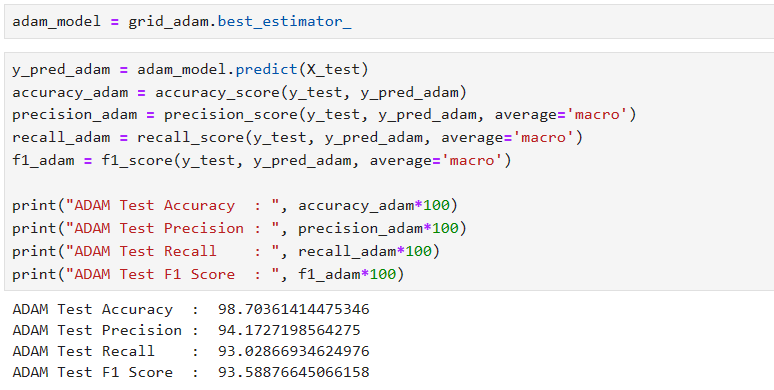 adam_model = grid_adam.best_estimator_
y_pred_adam = adam_model.predict(X_test)
accuracy_adam = accuracy_score(y_test, y_pred_adam)
precision_adam = precision_score(y_test, y_pred_adam, average='macro')
recall_adam = recall_score(y_test, y_pred_adam, average='macro')
f1_adam = f1_score(y_test, y_pred_adam, average='macro')
print("ADAM Test Accuracy  : ", accuracy_adam*100)
print("ADAM Test Precision : ", precision_adam*100)
print("ADAM Test Recall    : ", recall_adam*100)
print("ADAM Test F1 Score  : ", f1_adam*100)
ADAM Test Accuracy  :  98.70361414475346
ADAM Test Precision :  94.1727198564275
ADAM Test Recall    :  93.02866934624976
ADAM Test F1 Score  :  93.58876645066158